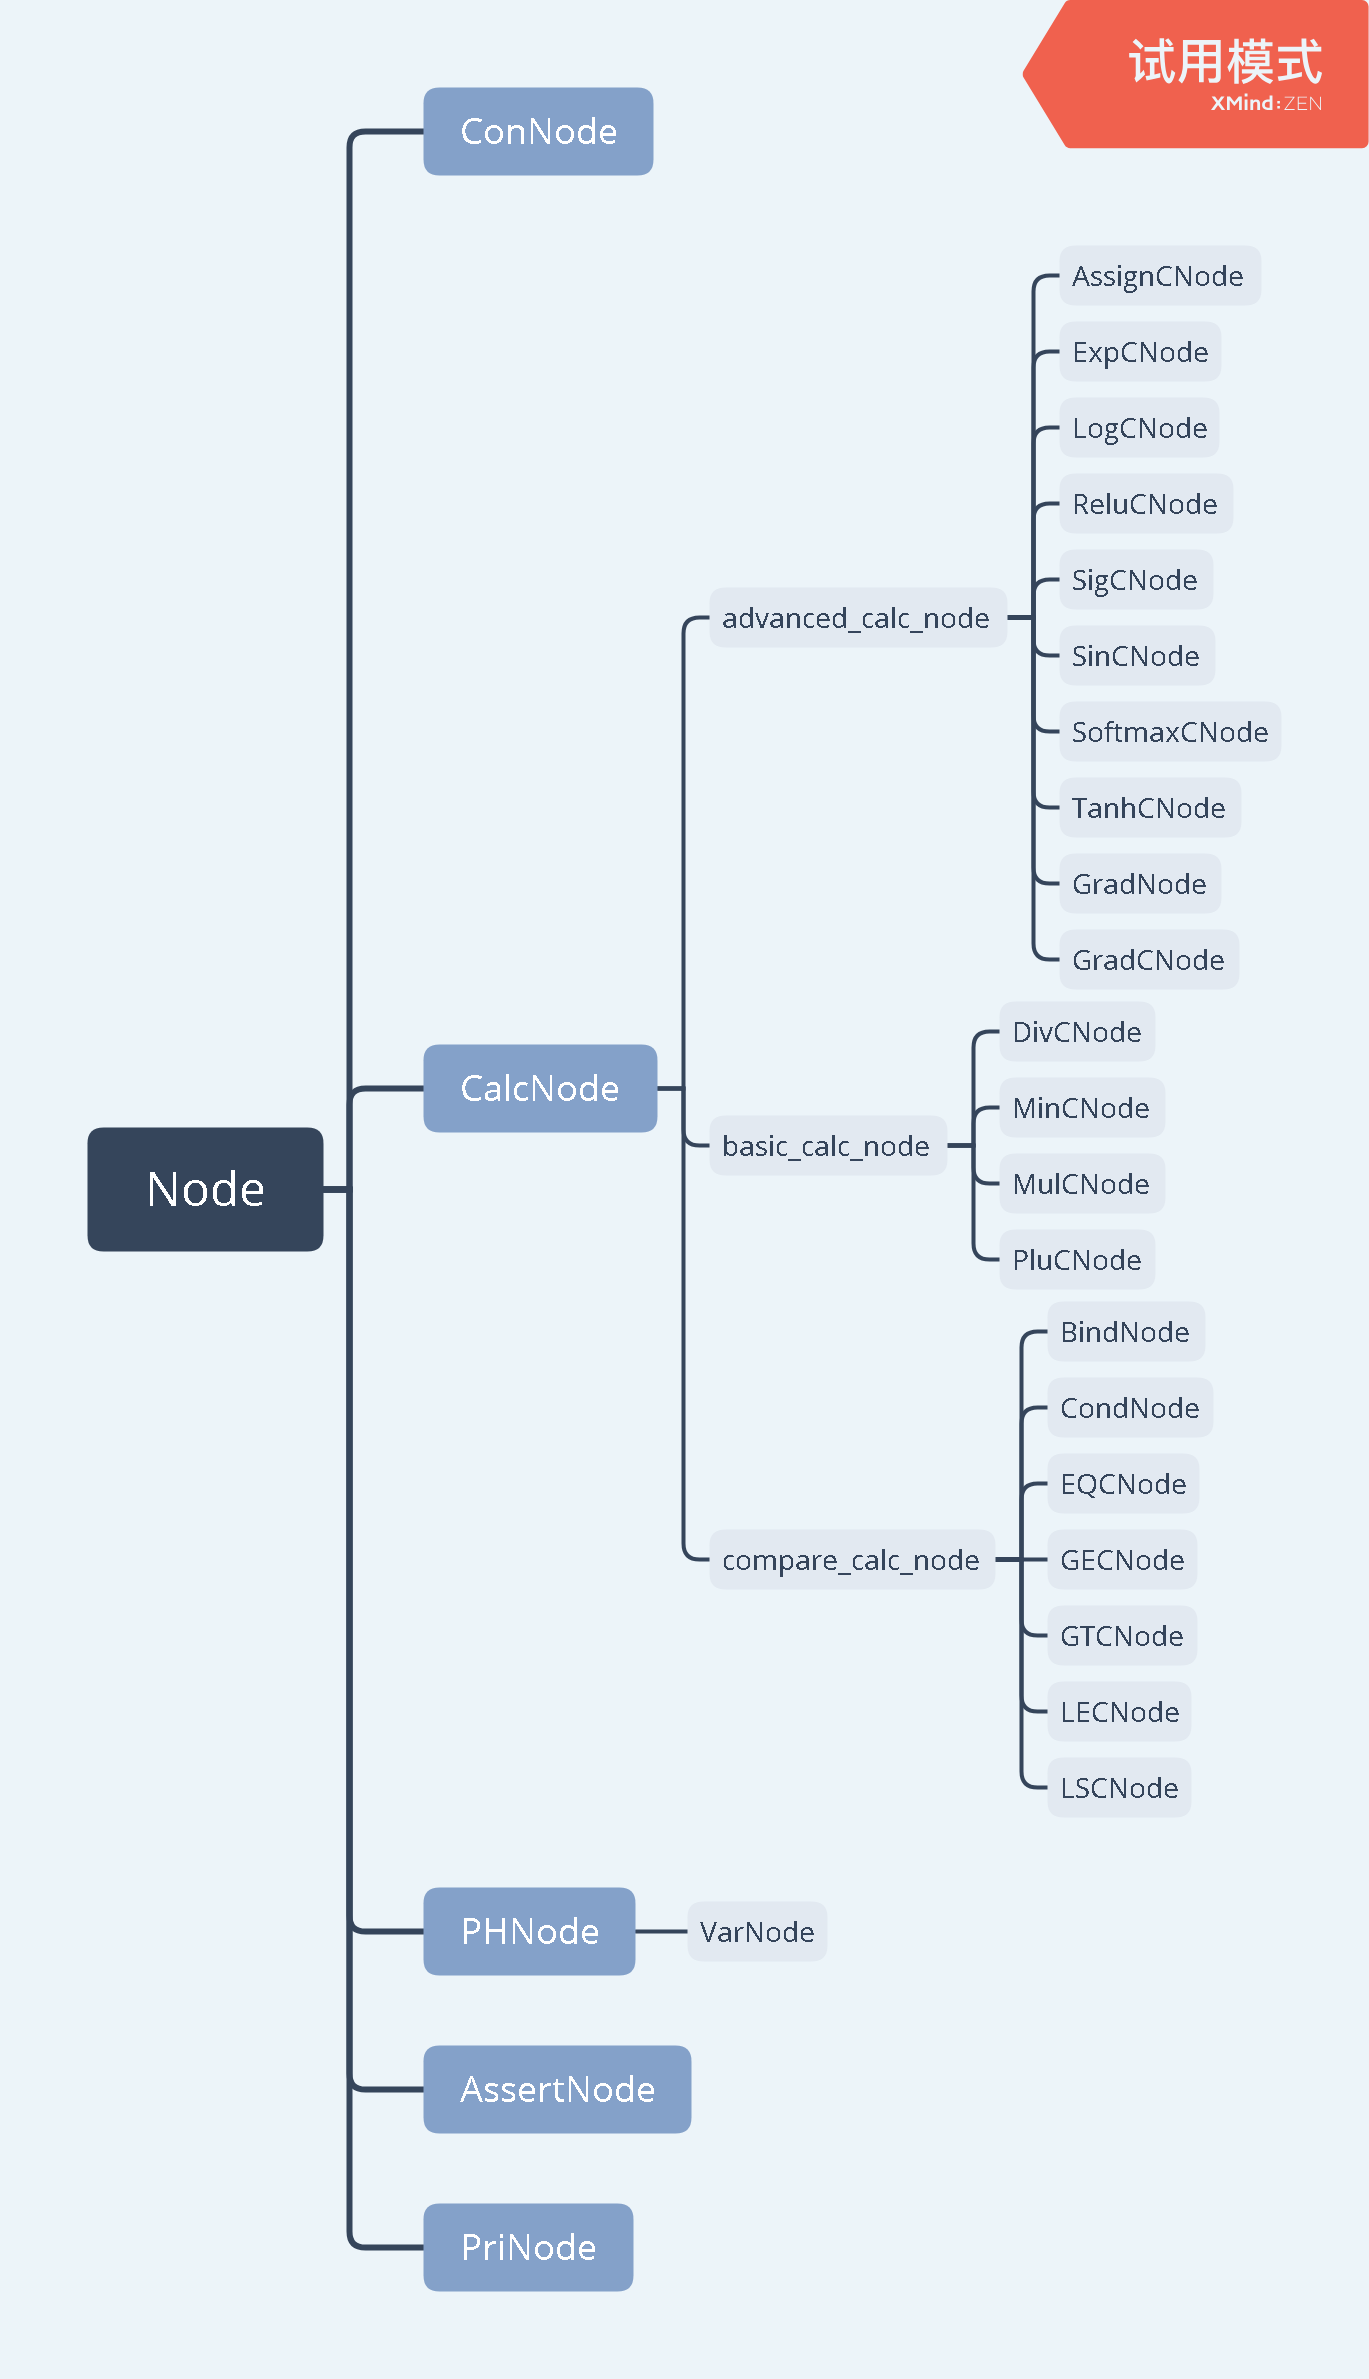 试用模式
XMind:ZEN
ConNode
AssignCNode
ExpCNode
LogCNode
ReluCNode
SigCNode
advanced_calc_node
SinCNode
SoftmaxCNode
TanhCNode
GradNode
GradCNode
DivCNode
CalcNode
MinCNode
basic_calc_node
MulCNode
Node
PluCNode
BindNode
CondNode
EQCNode
compare_calc_node
GECNode
GTCNode
LECNode
LSCNode
PHNode
VarNode
AssertNode
PriNode